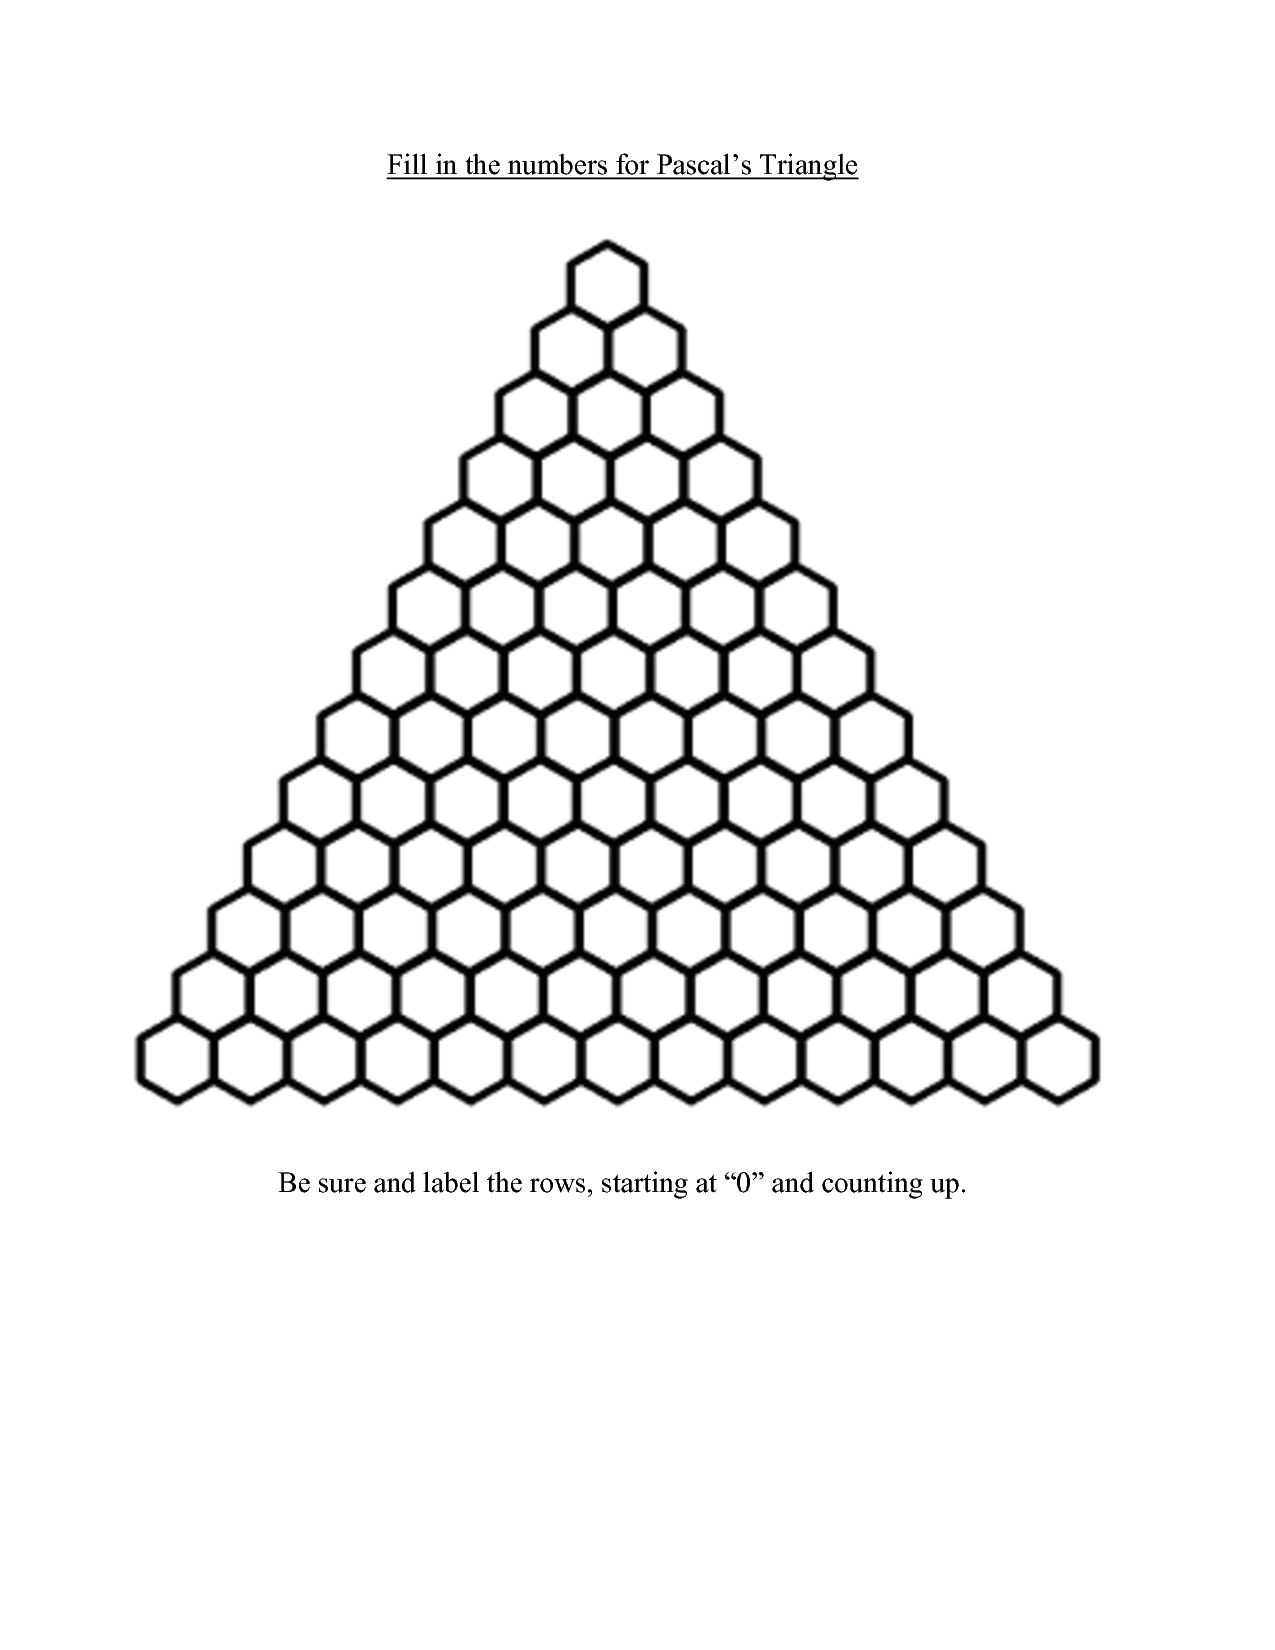 Fill in the numbers for Pascal’s Triangle
Be sure and label the rows, starting at “0” and counting up.